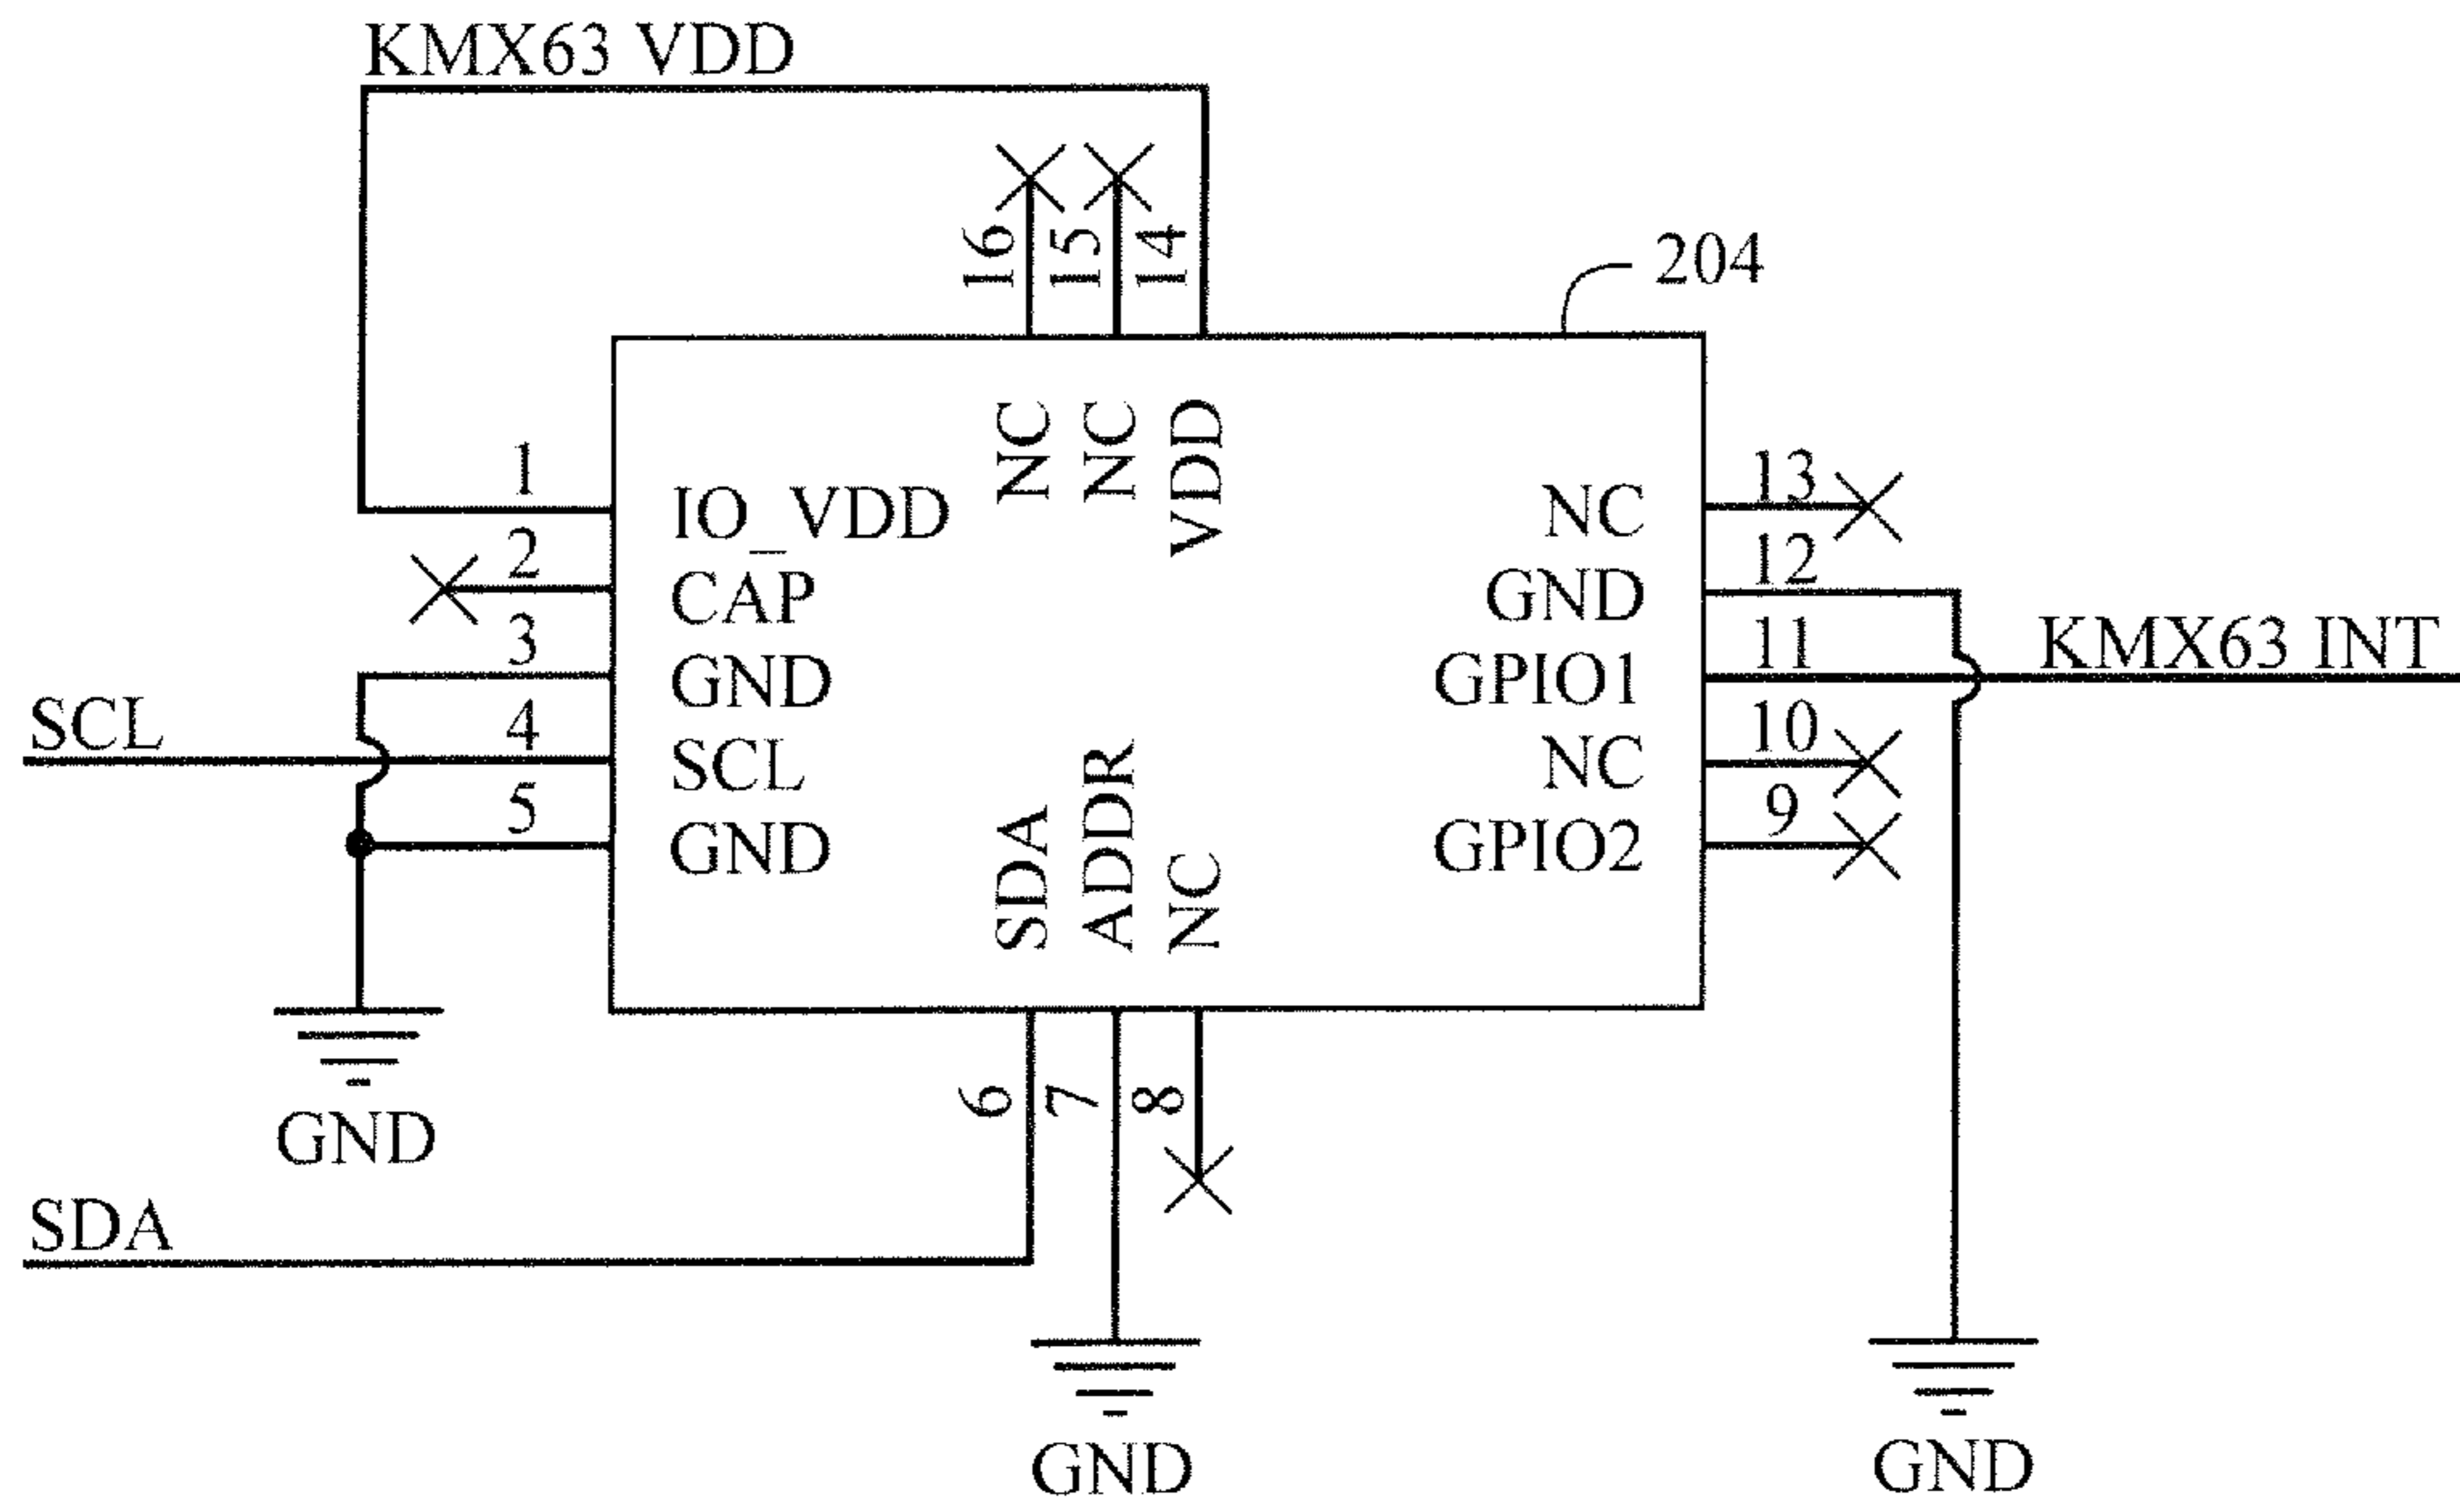 KMX63 VDD
16
15
14
204
NC
NC
VDD
1
IO_VDD
NC
13
2
CAP
GND
12
3
GND
GPIO1
11
KMX63 INT
SCL
4
SCL
NC
10
5
GND
GPIO2
9
SDA
ADDR
NC
6
7
8
GND
SDA
GND
GND